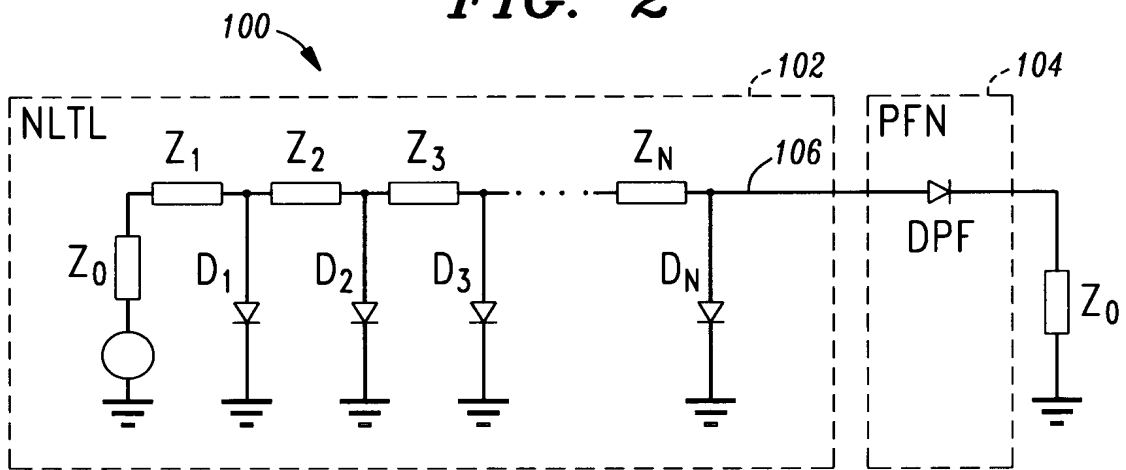 FIG. 2
100
102
104
NLTL
PFN
Z1 Z2 Z3 ZN
106
Z0 D1 D2 D3 DN DPF
Z0